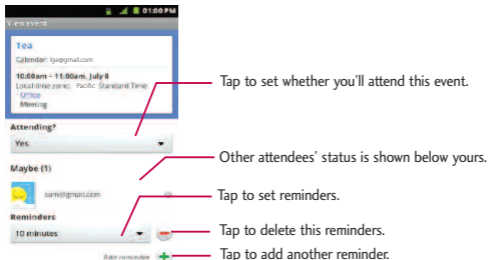 01:00 PM
View event
Tea
Calendar: lga@gmail.com
10:00am - 11:00am, July 8
Local time zone: Pacific Standard Time
Office
Meeting
Tap to set whether you'll attend this event.
Attending?
Yes
Other attendees' status is shown below yours.
Maybe (1)
sam@gmail.com
Tap to set reminders.
Reminders
10 minutes
Tap to delete this reminders.
Add reminder
Tap to add another reminder.